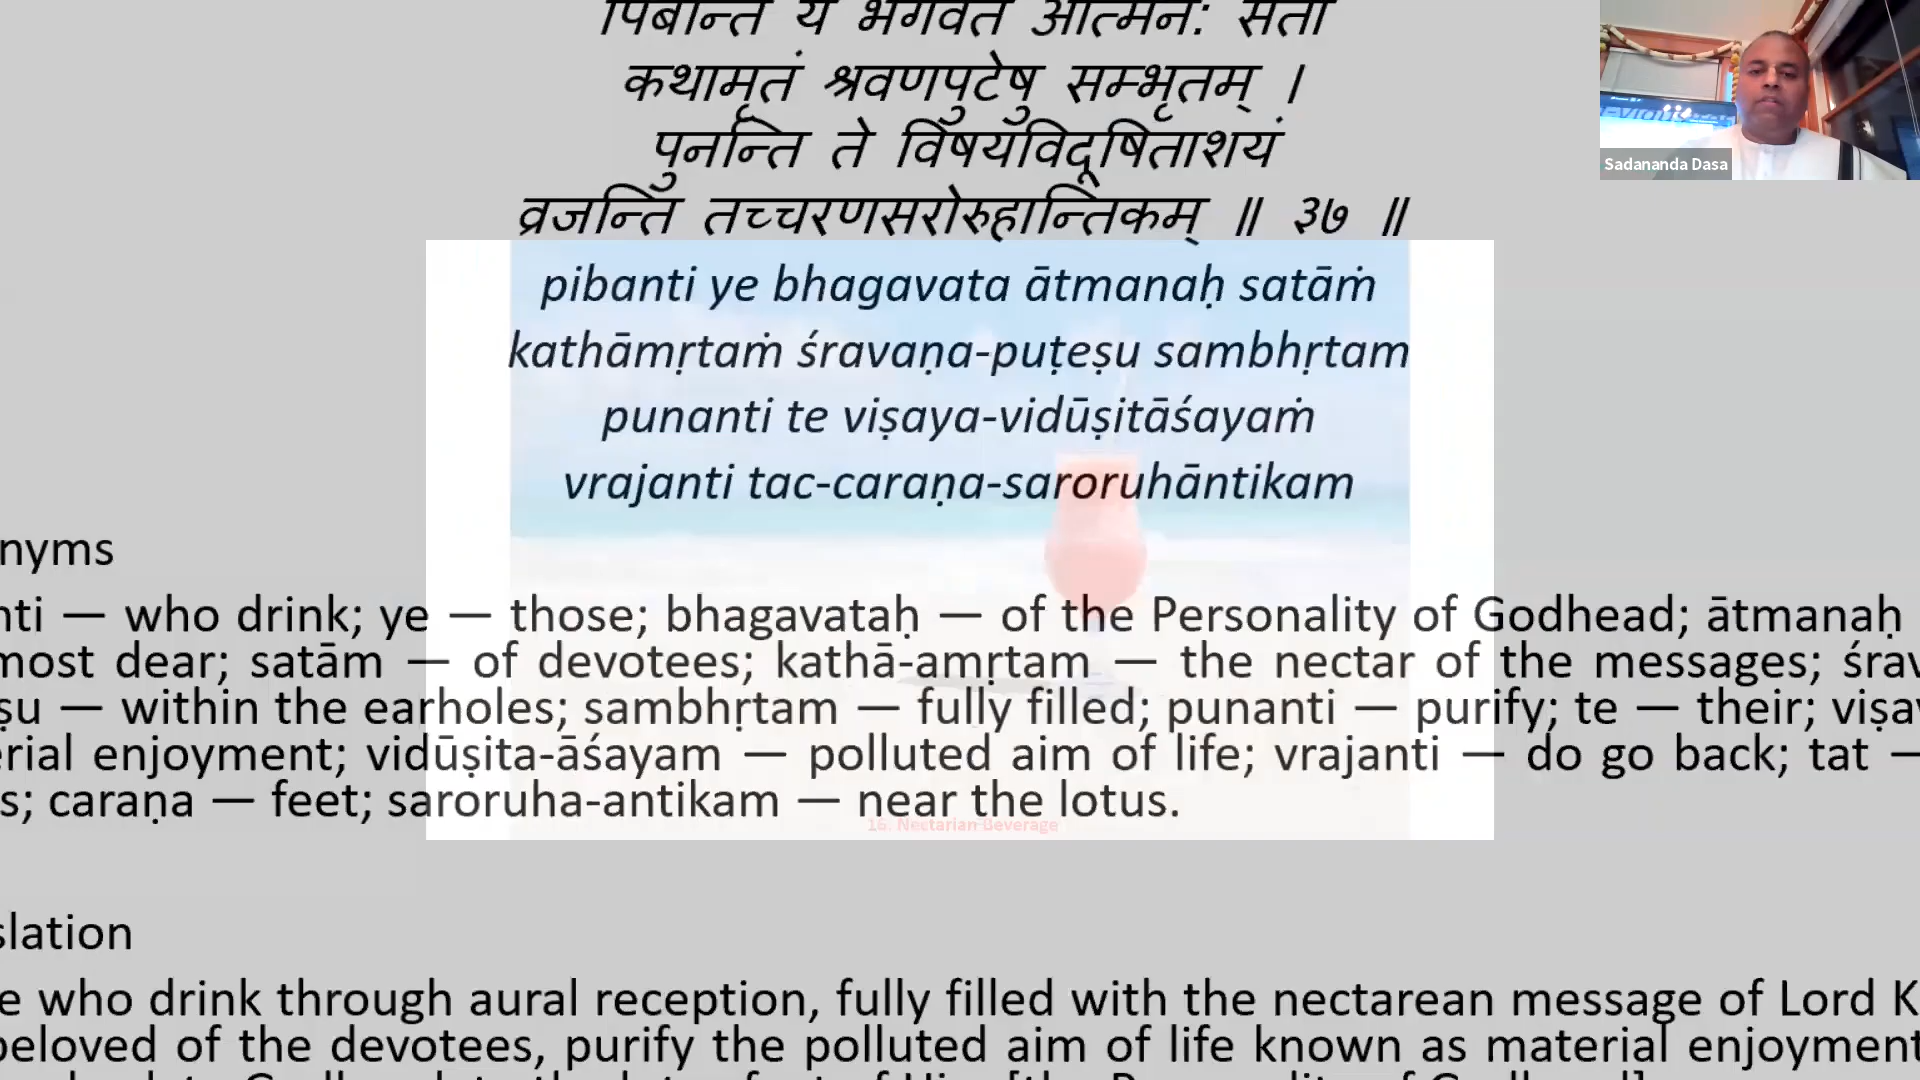 पिबन्ति ये भगवत आत्मन: सतां
कथामृतं श्रवणपुटेषु सम्भृतम् ।
पुनन्ति ते विषयविदूषिताशयं
व्रजन्ति तच्चरणसरोरुहान्तिकम् ॥ ३७ ॥
pibanti ye bhagavata ātmanaḥ satāṁ
kathāmṛtaṁ śravaṇa-puṭeṣu sambhṛtam
punanti te viṣaya-vidūṣitāśayaṁ
vrajanti tac-caraṇa-saroruhāntikam
nyms
nti — who drink; ye — those; bhagavataḥ — of the Personality of Godhead; ātmanaḥ
most dear; satām — of devotees; kathā-amṛtam — the nectar of the messages; śrav
ṣu — within the earholes; sambhṛtam — fully filled; punanti — purify; te — their; viṣay
erial enjoyment; vidūṣita-āśayam — polluted aim of life; vrajanti — do go back; tat —
s; caraṇa — feet; saroruha-antikam — near the lotus.
16. Nectarian Beverage
slation
e who drink through aural reception, fully filled with the nectarean message of Lord K
beloved of the devotees, purify the polluted aim of life known as material enjoyment
Sadananda Dasa